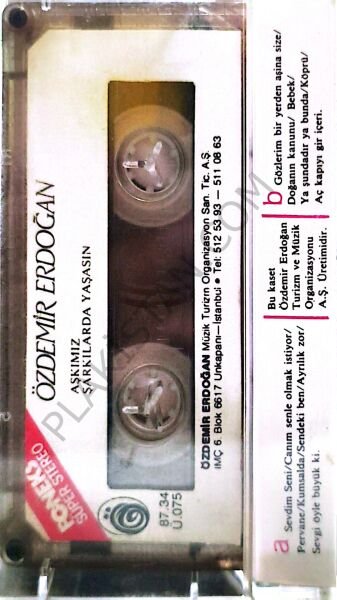 ÖZDEMİR ERDOĞAN
AŞKIMIZ
ŞARKILARDA YAŞASIN
RONEKS
SUPER STEREO
87.34
Ü.075
ÖZDEMİR ERDOĞAN Müzik Turizm Organizasyon San. Tic. A.Ş.
İMÇ 6. Blok 6617 Unkapanı—İstanbul • Tel: 512 53 93 — 511 08 63
a Sevdim Seni/Canım senle olmak istiyor/
Pervane/Kumsalda/Sendeki ben/Ayrılık zor/
Sevgi öyle büyük ki.
Bu kaset
Özdemir Erdoğan
Turizm ve Müzik
Organizasyonu
A.Ş. Üretimidir.
b Gözlerim bir yerden aşina size/
Doğanın kanunu/ Bebek/
Ya şundadır ya bunda/Köprü/
Aç kapıyı gir içeri.